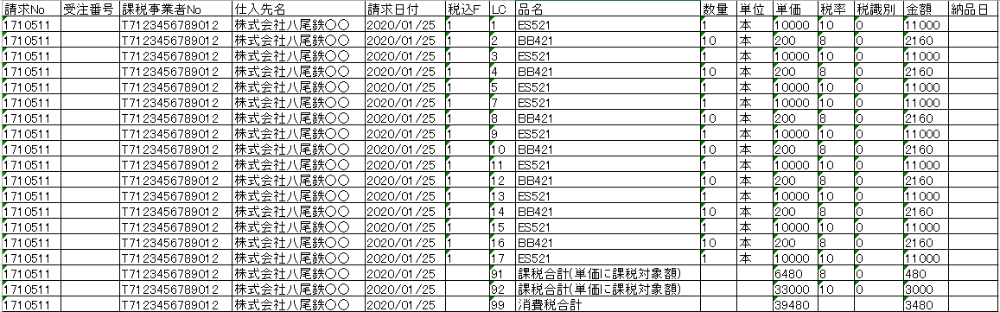 請求No 受注番号 課税事業者No 仕入先名 請求日付 税込F LC 品名 数量 単位 単価 税率 税識別 金額 納品日
1710511 T7123456789012 株式会社八尾鉄〇〇 2020/01/25 1 1 ES521 1 本 10000 10 0 11000
1710511 T7123456789012 株式会社八尾鉄〇〇 2020/01/25 1 2 BB421 10 本 200 8 0 2160
1710511 T7123456789012 株式会社八尾鉄〇〇 2020/01/25 1 3 ES521 1 本 10000 10 0 11000
1710511 T7123456789012 株式会社八尾鉄〇〇 2020/01/25 1 4 BB421 10 本 200 8 0 2160
1710511 T7123456789012 株式会社八尾鉄〇〇 2020/01/25 1 5 ES521 1 本 10000 10 0 11000
1710511 T7123456789012 株式会社八尾鉄〇〇 2020/01/25 1 7 ES521 1 本 10000 10 0 11000
1710511 T7123456789012 株式会社八尾鉄〇〇 2020/01/25 1 8 BB421 10 本 200 8 0 2160
1710511 T7123456789012 株式会社八尾鉄〇〇 2020/01/25 1 9 ES521 1 本 10000 10 0 11000
1710511 T7123456789012 株式会社八尾鉄〇〇 2020/01/25 1 10 BB421 10 本 200 8 0 2160
1710511 T7123456789012 株式会社八尾鉄〇〇 2020/01/25 1 11 ES521 1 本 10000 10 0 11000
1710511 T7123456789012 株式会社八尾鉄〇〇 2020/01/25 1 12 BB421 10 本 200 8 0 2160
1710511 T7123456789012 株式会社八尾鉄〇〇 2020/01/25 1 13 ES521 1 本 10000 10 0 11000
1710511 T7123456789012 株式会社八尾鉄〇〇 2020/01/25 1 14 BB421 10 本 200 8 0 2160
1710511 T7123456789012 株式会社八尾鉄〇〇 2020/01/25 1 15 ES521 1 本 10000 10 0 11000
1710511 T7123456789012 株式会社八尾鉄〇〇 2020/01/25 1 16 BB421 10 本 200 8 0 2160
1710511 T7123456789012 株式会社八尾鉄〇〇 2020/01/25 1 17 ES521 1 本 10000 10 0 11000
1710511 T7123456789012 株式会社八尾鉄〇〇 2020/01/25 91 課税合計(単価に課税対象額) 6480 8 0 480
1710511 T7123456789012 株式会社八尾鉄〇〇 2020/01/25 92 課税合計(単価に課税対象額) 33000 10 0 3000
1710511 T7123456789012 株式会社八尾鉄〇〇 2020/01/25 99 消費税合計 39480 3480